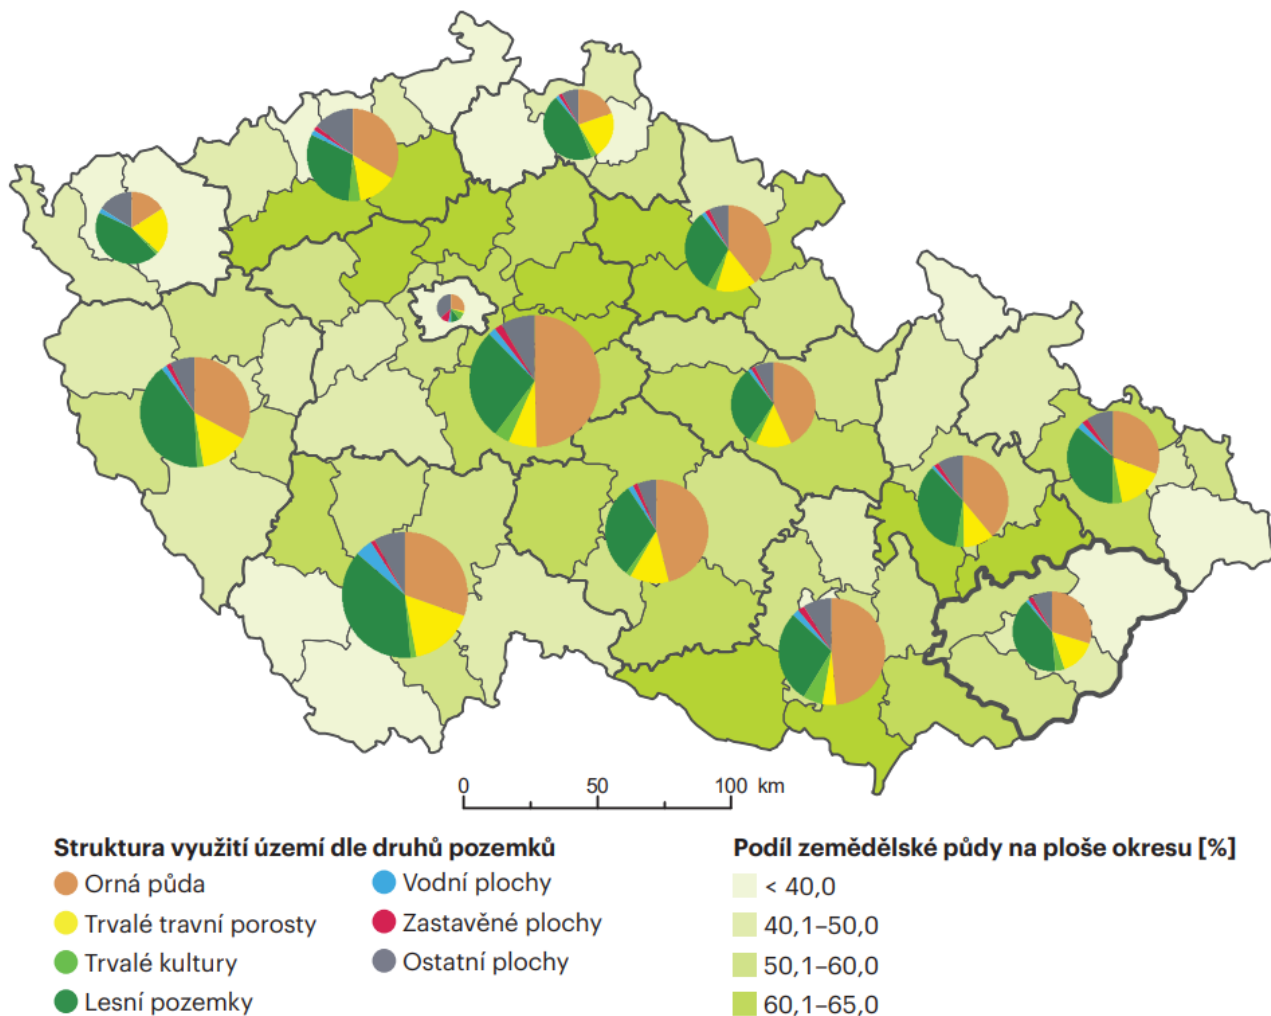 0 50 100 km
Struktura využití území dle druhů pozemků
Orná půda
Trvalé travní porosty
Trvalé kultury
Lesní pozemky
Vodní plochy
Zastavěné plochy
Ostatní plochy
Podíl zemědělské půdy na ploše okresu [%]
< 40,0
40,1–50,0
50,1–60,0
60,1–65,0